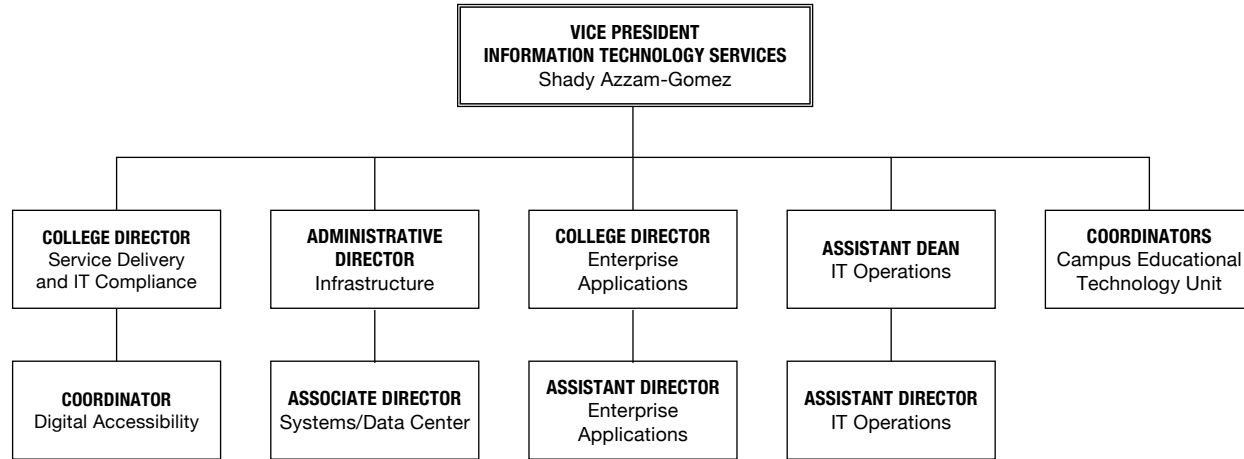 VICE PRESIDENT
INFORMATION TECHNOLOGY SERVICES
Shady Azzam-Gomez
COLLEGE DIRECTOR
Service Delivery
and IT Compliance
ADMINISTRATIVE
DIRECTOR
Infrastructure
COLLEGE DIRECTOR
Enterprise
Applications
ASSISTANT DEAN
IT Operations
COORDINATORS
Campus Educational
Technology Unit
COORDINATOR
Digital Accessibility
ASSOCIATE DIRECTOR
Systems/Data Center
ASSISTANT DIRECTOR
Enterprise
Applications
ASSISTANT DIRECTOR
IT Operations